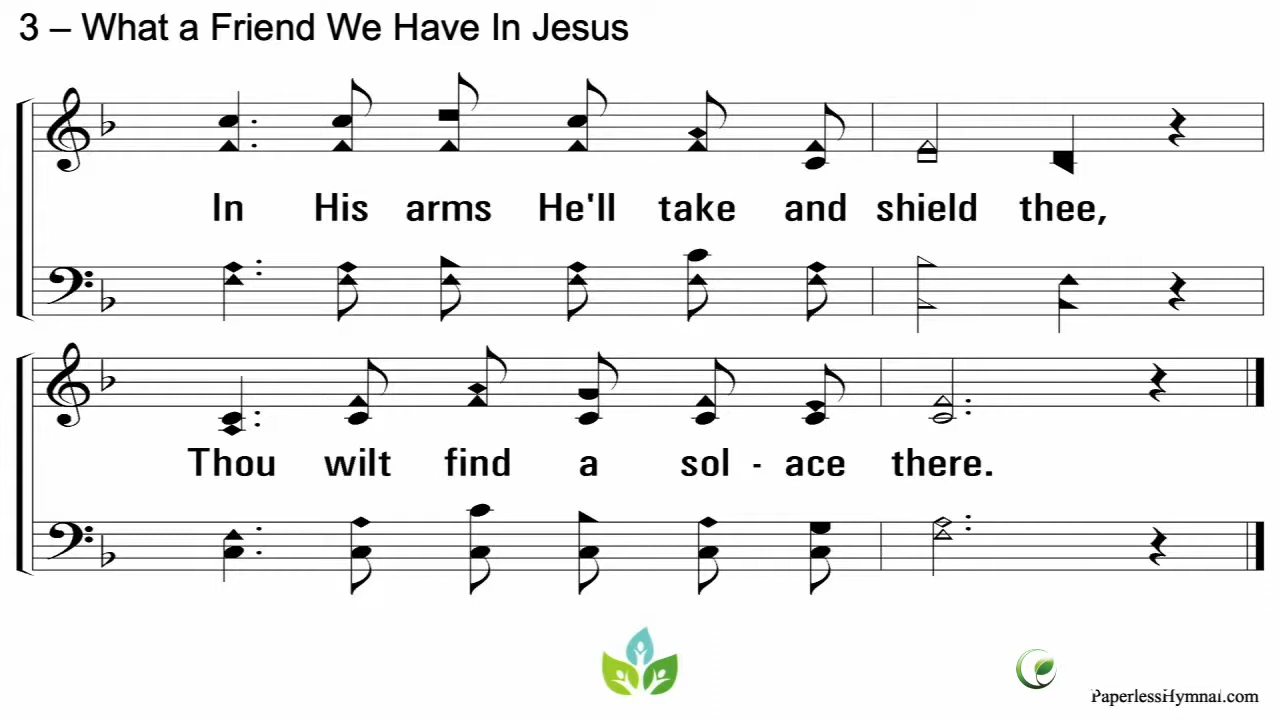 3 – What a Friend We Have In Jesus
In His arms He'll take and shield thee,
Thou wilt find a sol - ace there.
PaperlessHymnal.com